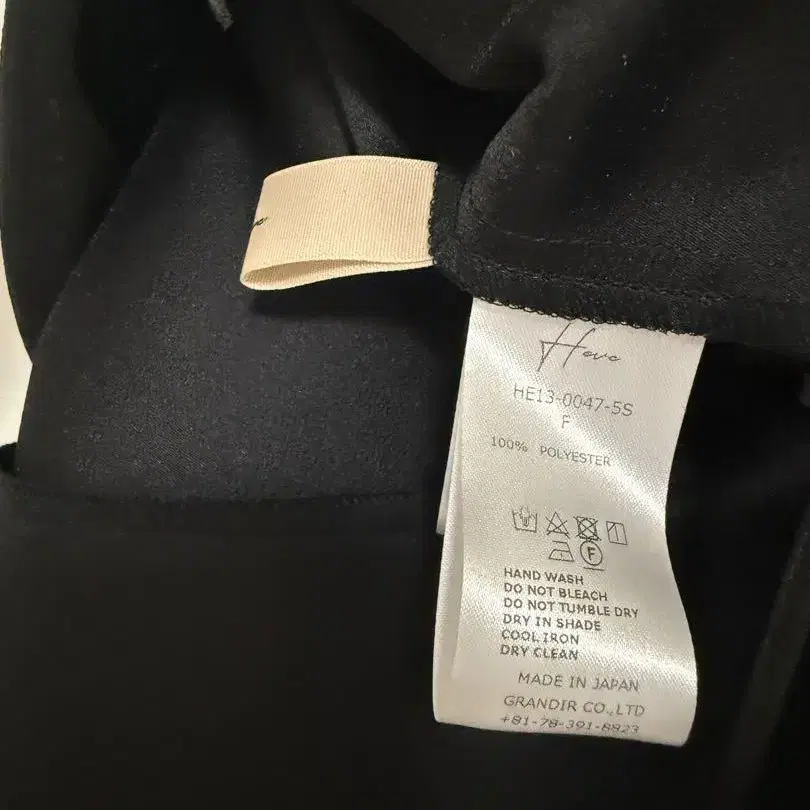 Heve
HE13-0047-5S
F
100% POLYESTER
F
HAND WASH
DO NOT BLEACH
DO NOT TUMBLE DRY
DRY IN SHADE
COOL IRON
DRY CLEAN
MADE IN JAPAN
GRANDIR CO.,LTD
+81-78-391-8823